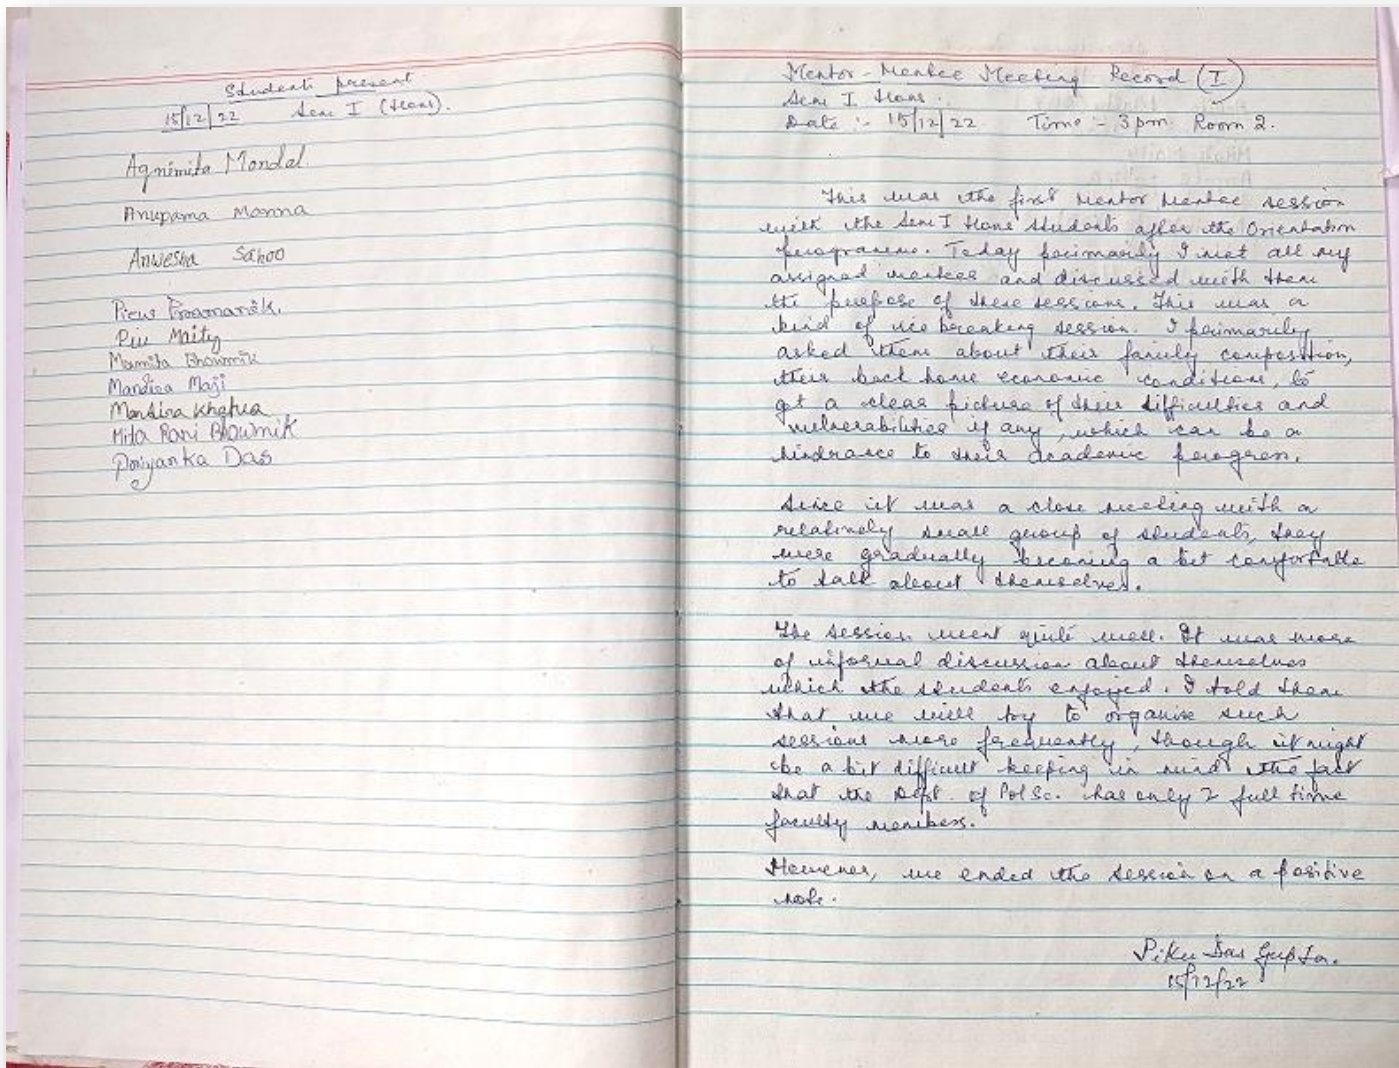 Students present
15/12/22 Sem I (Hons).
Agnimita Mondal.
Anupama Manna
Anwesha Sahoo
Pieu Pramanik.
Piu Maity
Mamita Bhowmik
Mandira Maji
Mandira Khatua
Mita Rani Bhowmik
Priyanka Das
Mentor-Mentee Meeting Record (I)
Sem I Hons.
Date :- 15/12/22 Time - 3 pm. Room 2.
This was the first Mentor Mentee session
with the Sem I Hons' students after the Orientation
programme. Today primarily I met all my
assigned mentees and discussed with them
the purpose of these sessions. This was a
kind of ice breaking session. I primarily
asked them about their family composition,
their back home economic conditions, to
get a clear picture of their difficulties and
vulnerabilities if any, which can be a
hindrance to their academic progress.
Since it was a close meeting with a
relatively small group of students, they
were gradually becoming a bit comfortable
to talk about themselves.
The session went quite well. It was more
of informal discussion about themselves
which the students enjoyed. I told them
that we will try to organise such
sessions more frequently, though it might
be a bit difficult keeping in mind the fact
that the Dept. of Pol Sc. has only 2 full time
faculty members.
However, we ended the session on a positive
note.
Piku Das Gupta.
15/12/22